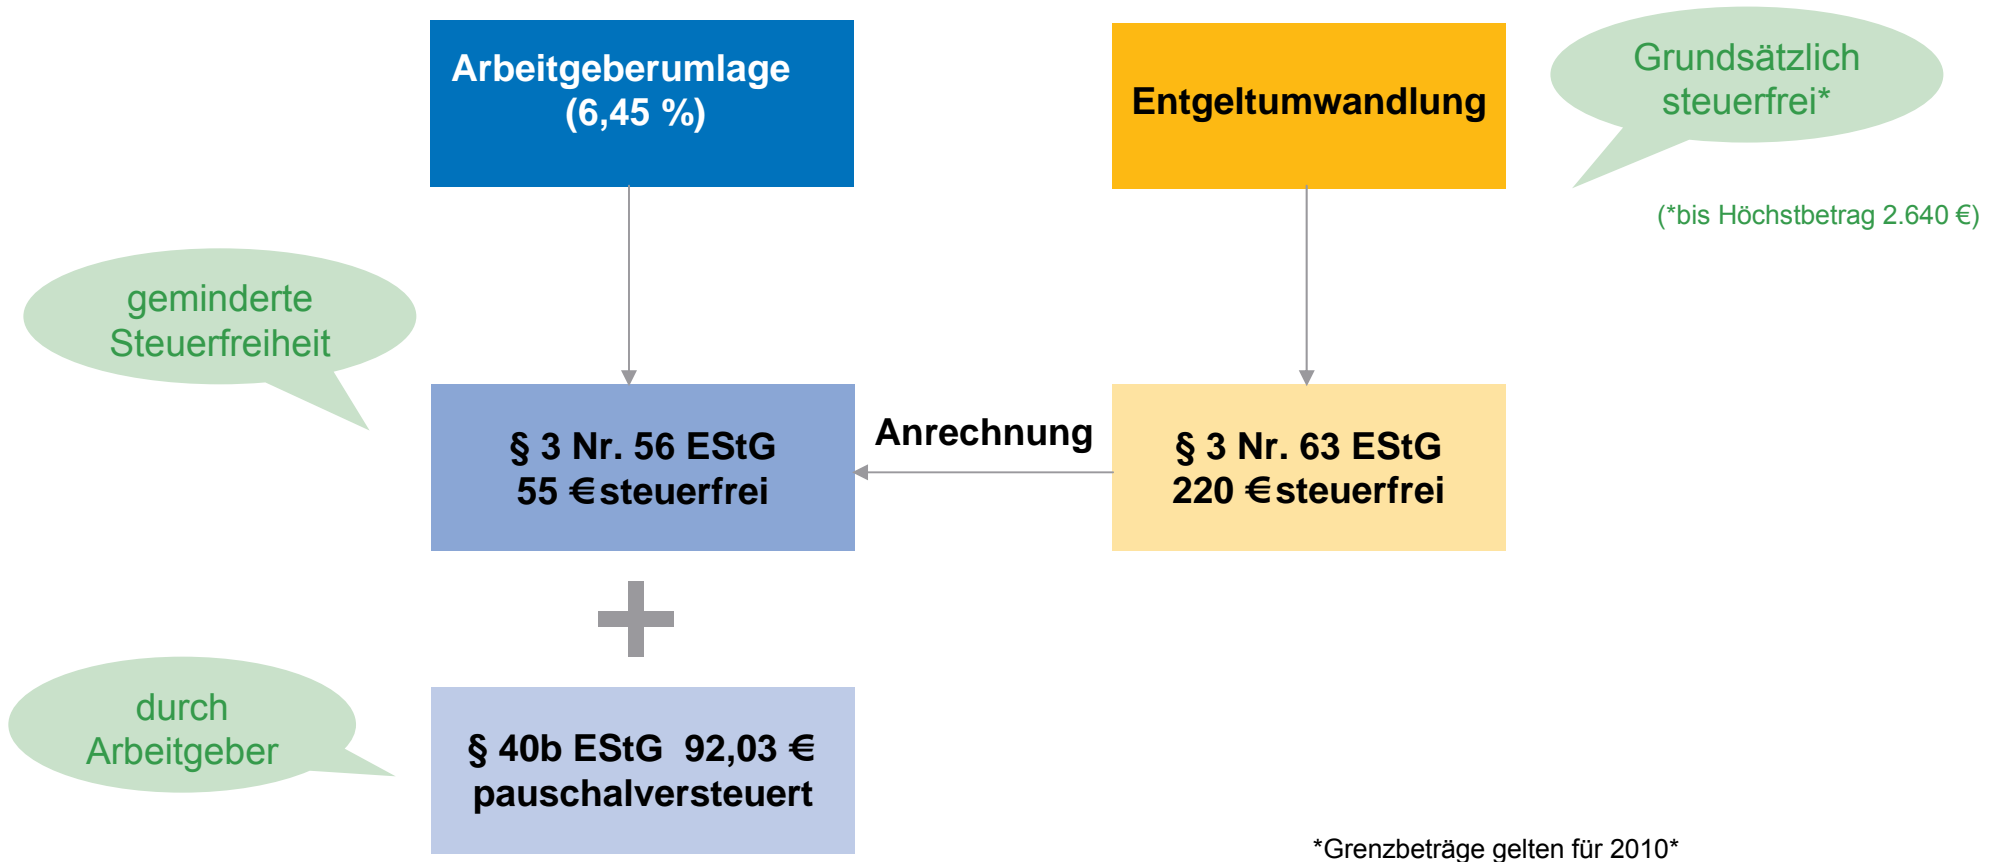 Arbeitgeberumlage
(6,45 %)
Entgeltumwandlung
Grundsätzlich
steuerfrei*
(*bis Höchstbetrag 2.640 €)
geminderte
Steuerfreiheit
§ 3 Nr. 56 EStG
55 € steuerfrei
Anrechnung
§ 3 Nr. 63 EStG
220 € steuerfrei
durch
Arbeitgeber
§ 40b EStG 92,03 €
pauschalversteuert
*Grenzbeträge gelten für 2010*